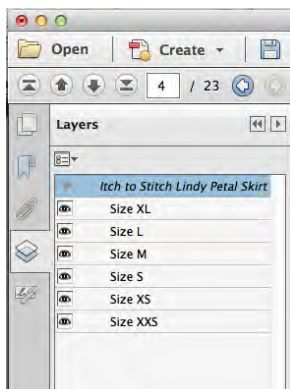 Open Create
4 / 23
Layers
Itch to Stitch Lindy Petal Skirt
Size XL
Size L
Size M
Size S
Size XS
Size XXS